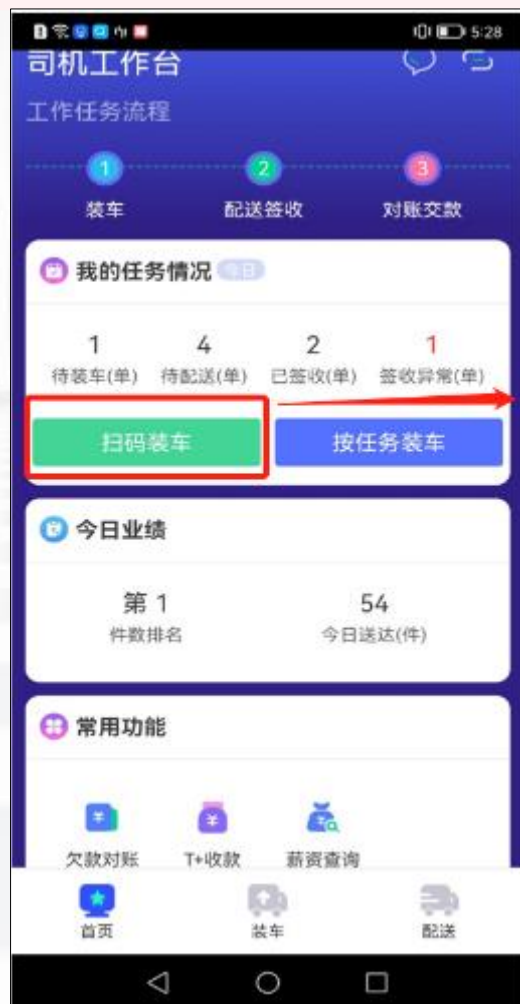 5:28
司机工作台
工作任务流程
1 2 3
装车 配送签收 对账交款
我的任务情况 今日
1 4 2 1
待装车(单) 待配送(单) 已签收(单) 签收异常(单)
扫码装车 按任务装车
今日业绩
第 1 54
件数排名 今日送达(件)
常用功能
欠款对账 T+收款 薪资查询
首页 装车 配送